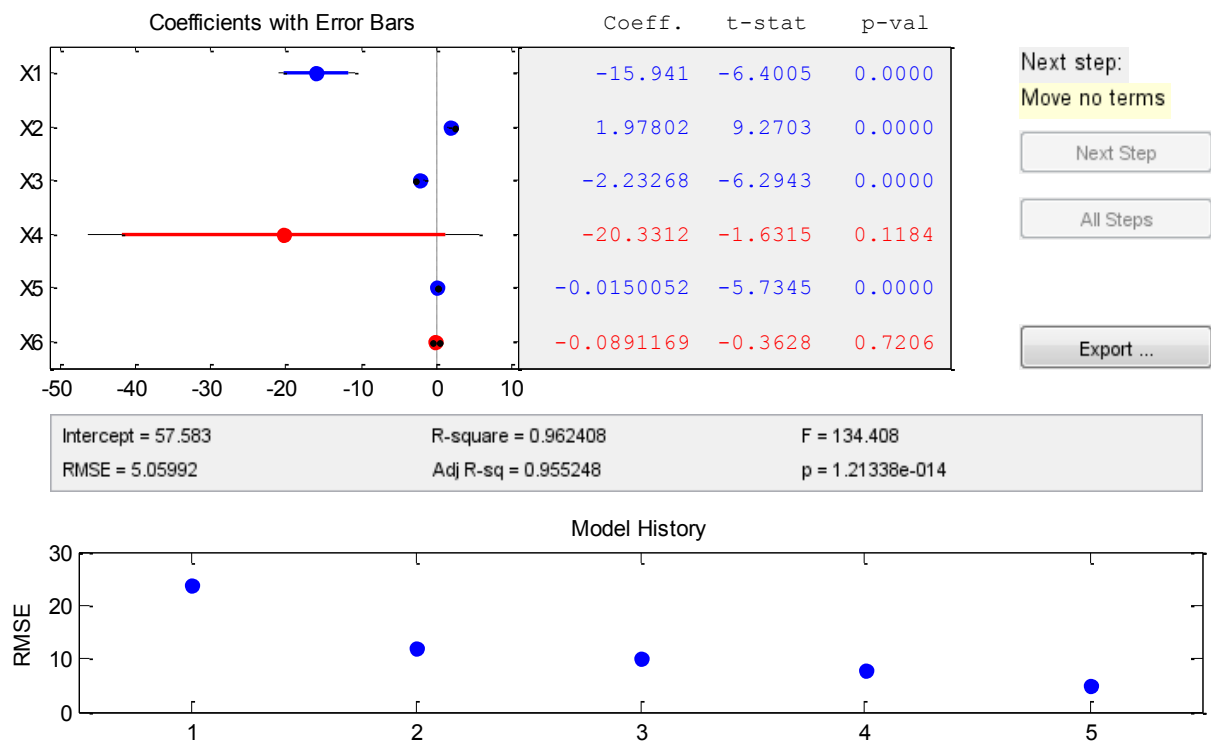 Coefficients with Error Bars
Coeff. t-stat p-val
X1 -15.941 -6.4005 0.0000
X2 1.97802 9.2703 0.0000
X3 -2.23268 -6.2943 0.0000
X4 -20.3312 -1.6315 0.1184
X5 -0.0150052 -5.7345 0.0000
X6 -0.0891169 -0.3628 0.7206
-50 -40 -30 -20 -10 0 10
Next step:
Move no terms
Next Step
All Steps
Export ...
Intercept = 57.583 R-square = 0.962408 F = 134.408
RMSE = 5.05992 Adj R-sq = 0.955248 p = 1.21338e-014
Model History
RMSE
30
20
10
0
1 2 3 4 5